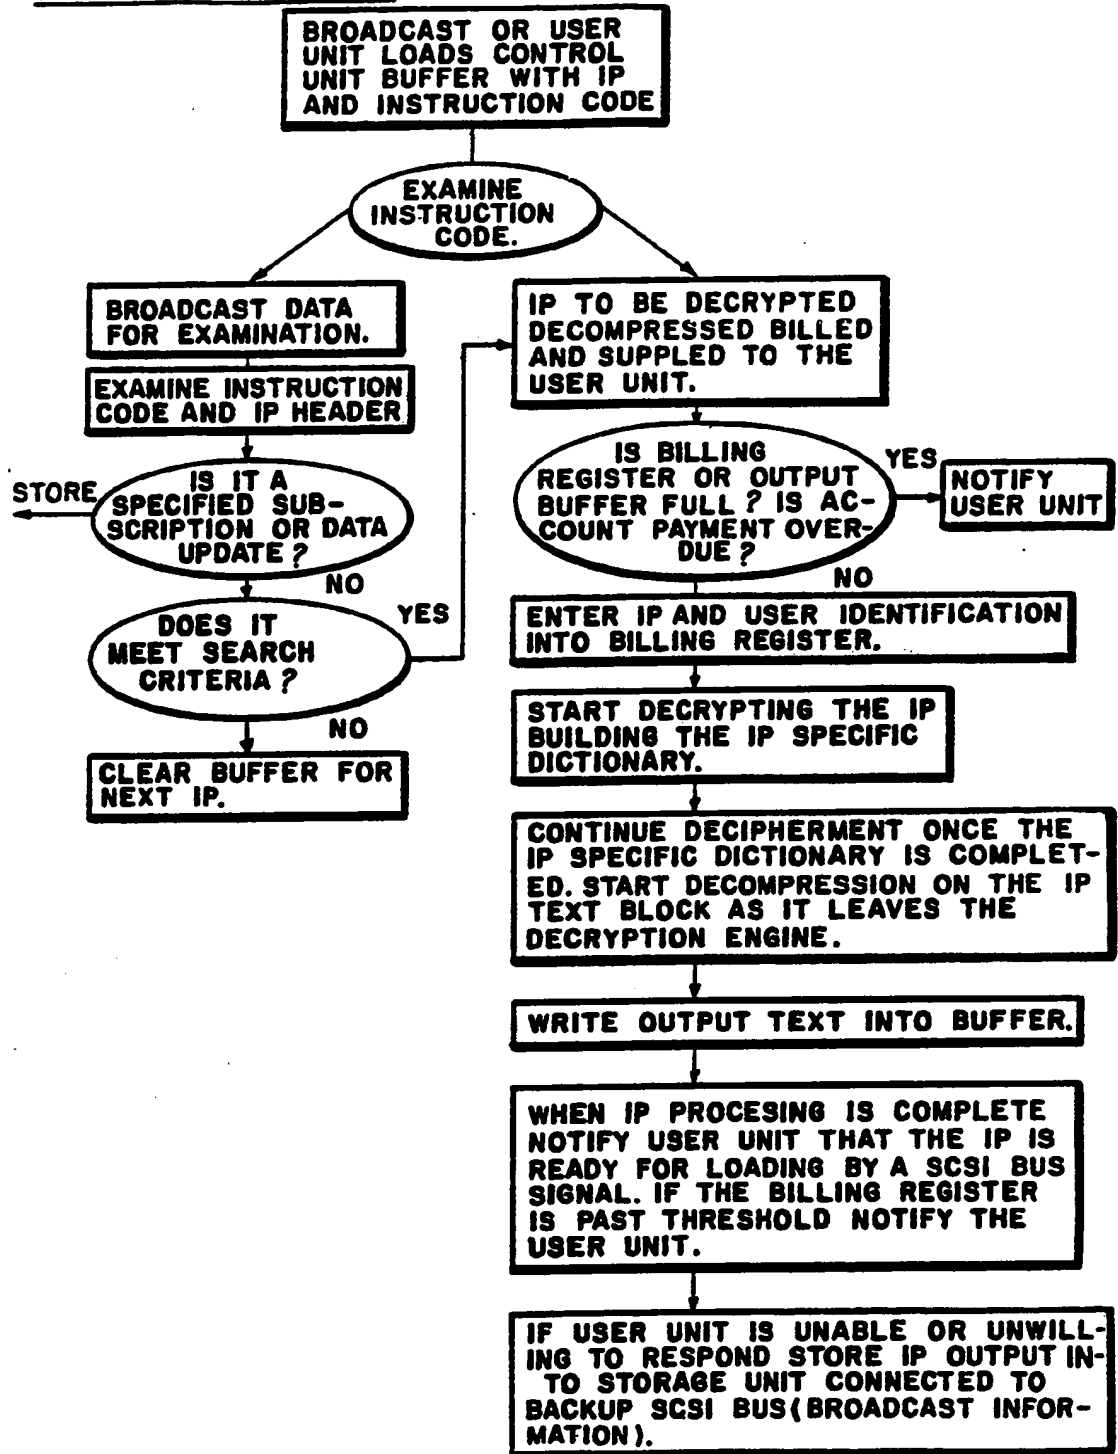 BROADCAST OR USER
UNIT LOADS CONTROL
UNIT BUFFER WITH IP
AND INSTRUCTION CODE
EXAMINE
INSTRUCTION
CODE.
BROADCAST DATA
FOR EXAMINATION.
EXAMINE INSTRUCTION
CODE AND IP HEADER
STORE
IS IT A
SPECIFIED SUB-
SCRIPTION OR DATA
UPDATE?
NO
DOES IT
MEET SEARCH
CRITERIA?
YES
NO
CLEAR BUFFER FOR
NEXT IP.
IP TO BE DECRYPTED
DECOMPRESSED BILLED
AND SUPPLED TO THE
USER UNIT.
IS BILLING
REGISTER OR OUTPUT
BUFFER FULL? IS AC-
COUNT PAYMENT OVER-
DUE?
YES
NOTIFY
USER UNIT
NO
ENTER IP AND USER IDENTIFICATION
INTO BILLING REGISTER.
START DECRYPTING THE IP
BUILDING THE IP SPECIFIC
DICTIONARY.
CONTINUE DECIPHERMENT ONCE THE
IP SPECIFIC DICTIONARY IS COMPLET-
ED. START DECOMPRESSION ON THE IP
TEXT BLOCK AS IT LEAVES THE
DECRYPTION ENGINE.
WRITE OUTPUT TEXT INTO BUFFER.
WHEN IP PROCESING IS COMPLETE
NOTIFY USER UNIT THAT THE IP IS
READY FOR LOADING BY A SCSI BUS
SIGNAL. IF THE BILLING REGISTER
IS PAST THRESHOLD NOTIFY THE
USER UNIT.
IF USER UNIT IS UNABLE OR UNWILL-
ING TO RESPOND STORE IP OUTPUT IN-
TO STORAGE UNIT CONNECTED TO
BACKUP SCSI BUS (BROADCAST INFOR-
MATION).